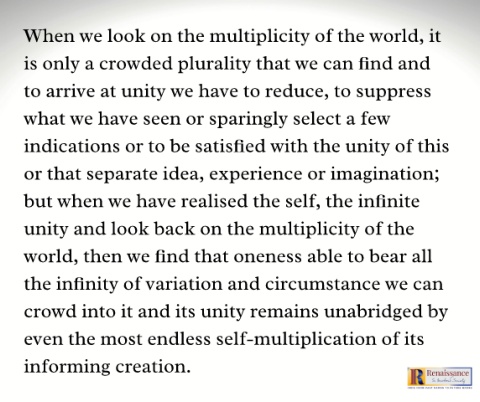 When we look on the multiplicity of the world, it
is only a crowded plurality that we can find and
to arrive at unity we have to reduce, to suppress
what we have seen or sparingly select a few
indications or to be satisfied with the unity of this
or that separate idea, experience or imagination;
but when we have realised the self, the infinite
unity and look back on the multiplicity of the
world, then we find that oneness able to bear all
the infinity of variation and circumstance we can
crowd into it and its unity remains unabridged by
even the most endless self-multiplication of its
informing creation.
Renaissance